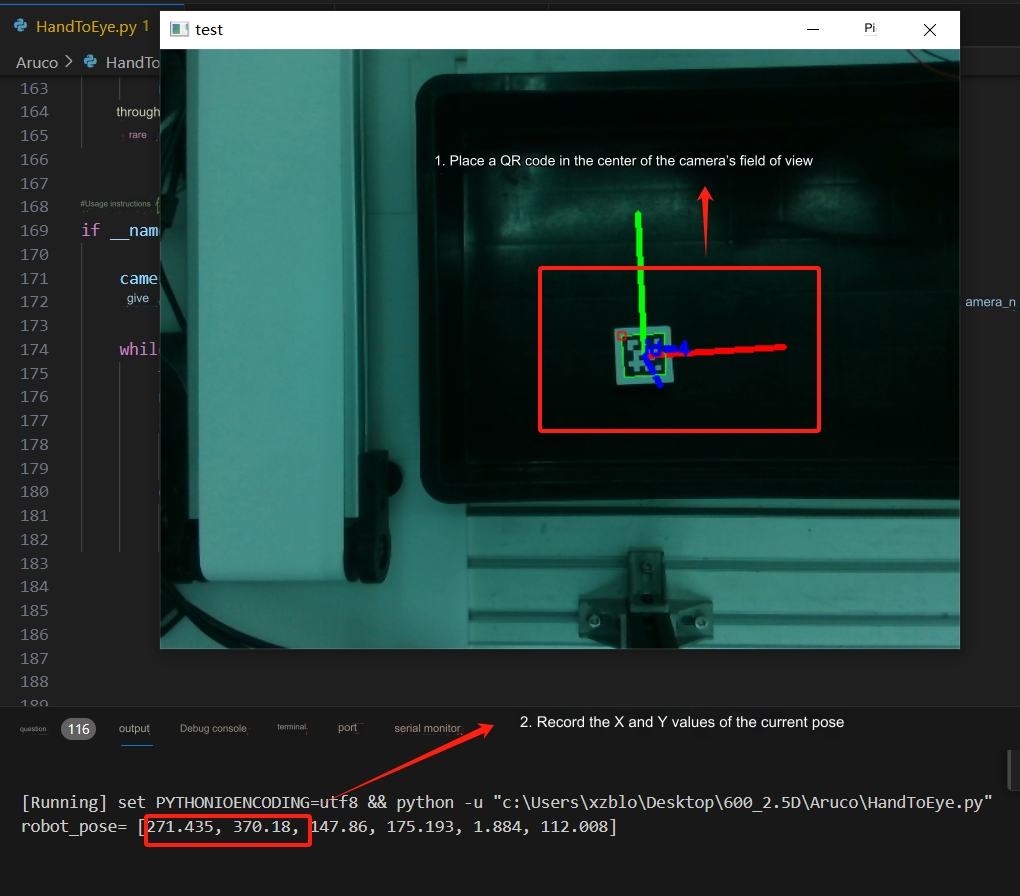 HandToEye.py 1
test
Pi
Aruco > HandTo
163
164 through
165 rare
166
167
168 #Usage instructions
169 if __nam
170
171 came
172 give amera_n
173
174 whil
175
176
177
178
179
180
181
182
183
184
185
186
187
188
189
1. Place a QR code in the center of the camera's field of view
question 116 output Debug console terminal port serial monitor
2. Record the X and Y values of the current pose
[Running] set PYTHONIOENCODING=utf8 && python -u "c:\Users\xzblo\Desktop\600_2.5D\Aruco\HandToEye.py"
robot_pose= [271.435, 370.18, 147.86, 175.193, 1.884, 112.008]